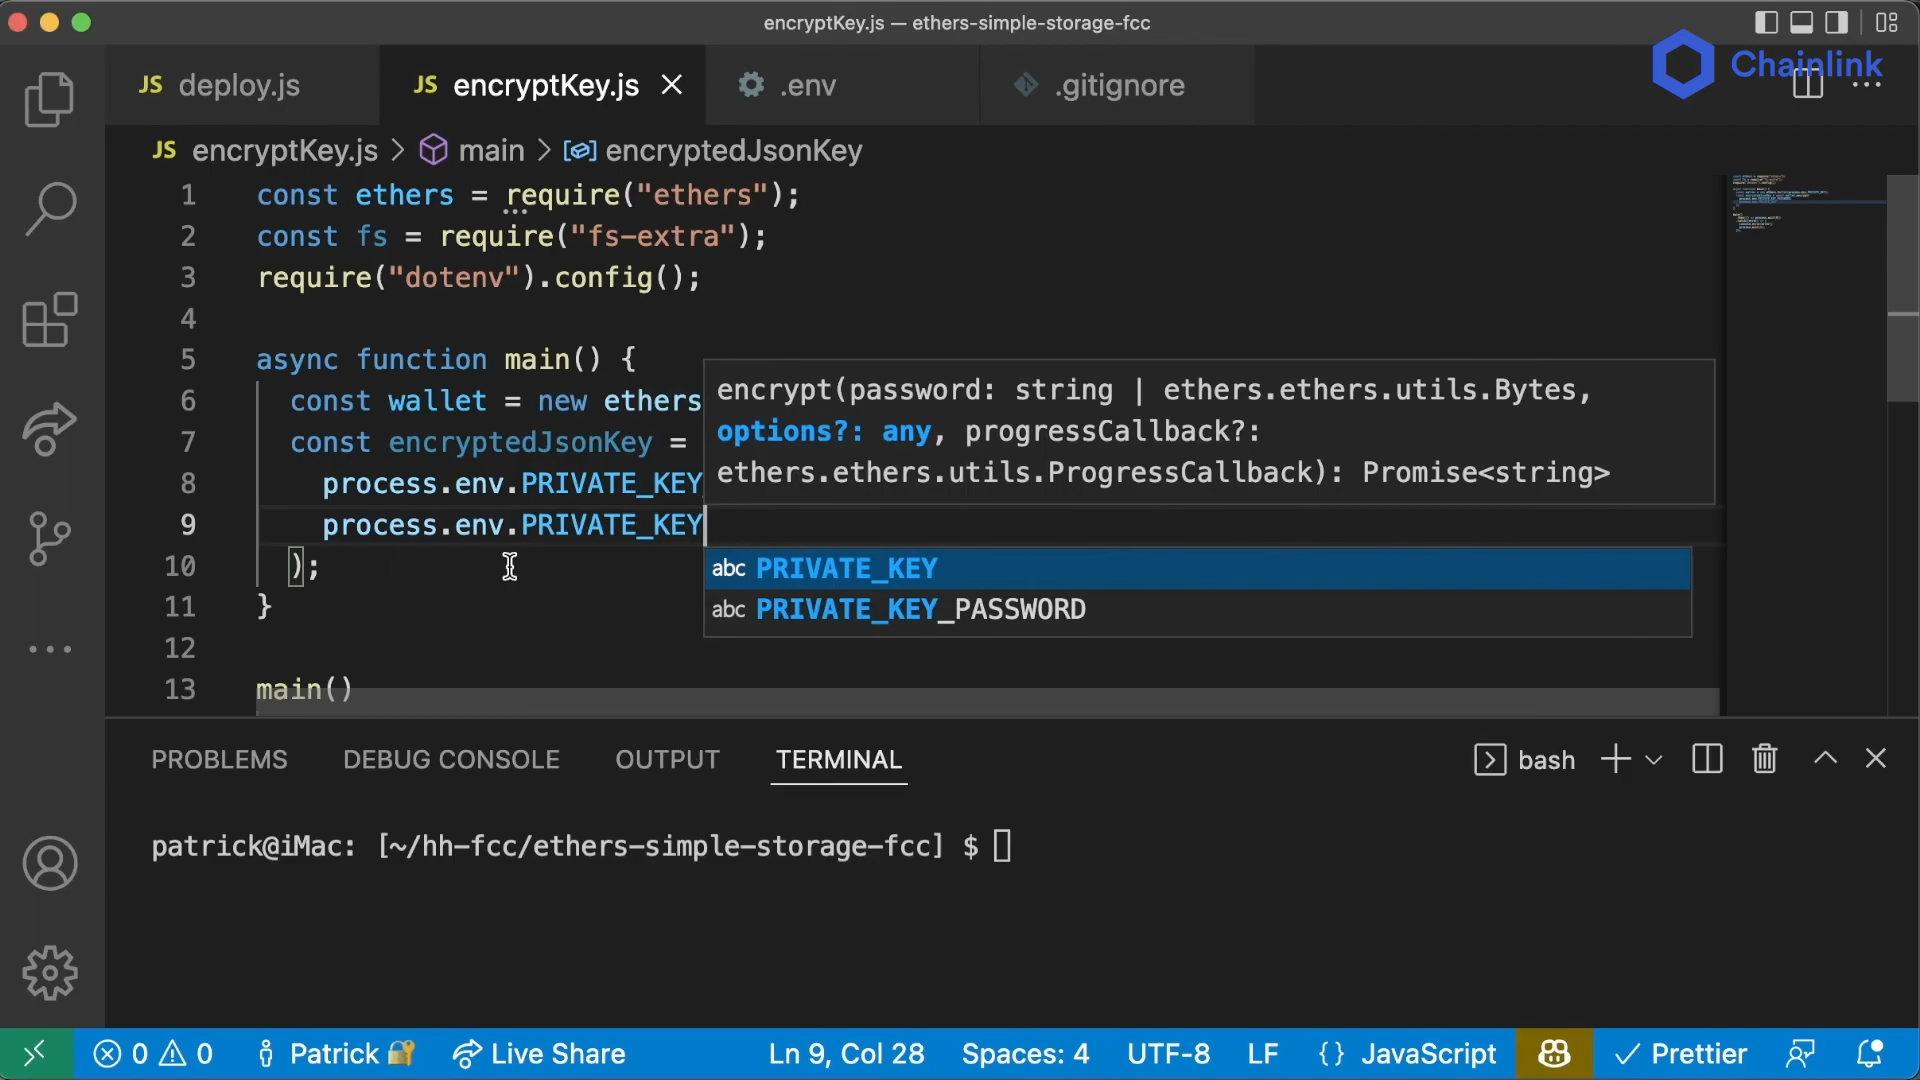 encryptKey.js — ethers-simple-storage-fcc
Chainlink
JS deploy.js
JS encryptKey.js
.env
.gitignore
JS encryptKey.js > main > encryptedJsonKey
1 const ethers = require("ethers");
2 const fs = require("fs-extra");
3 require("dotenv").config();
4
5 async function main() {
6 const wallet = new ethers
7 const encryptedJsonKey =
8 process.env.PRIVATE_KEY
9 process.env.PRIVATE_KEY
10 );
11 }
12
13 main()
encrypt(password: string | ethers.ethers.utils.Bytes,
options?: any, progressCallback?:
ethers.ethers.utils.ProgressCallback): Promise<string>
abc PRIVATE_KEY
abc PRIVATE_KEY_PASSWORD
PROBLEMS DEBUG CONSOLE OUTPUT TERMINAL
bash
patrick@iMac: [~/hh-fcc/ethers-simple-storage-fcc] $
0 0 Patrick Live Share Ln 9, Col 28 Spaces: 4 UTF-8 LF {} JavaScript Prettier